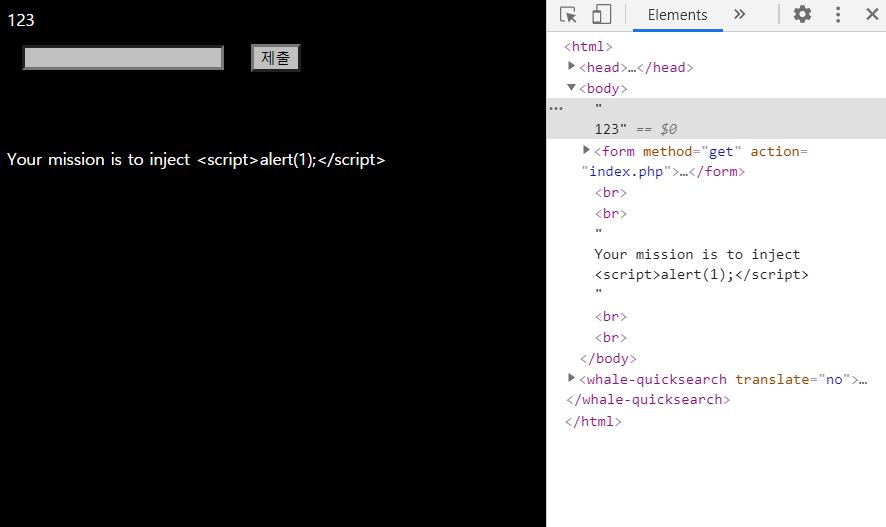 123
제출
Your mission is to inject <script>alert(1);</script>
Elements
<html>
<head>…</head>
<body>
"
123" == $0
<form method="get" action=
"index.php">…</form>
<br>
<br>
"
Your mission is to inject
<script>alert(1);</script>
"
<br>
<br>
</body>
<whale-quicksearch translate="no">…
</whale-quicksearch>
</html>